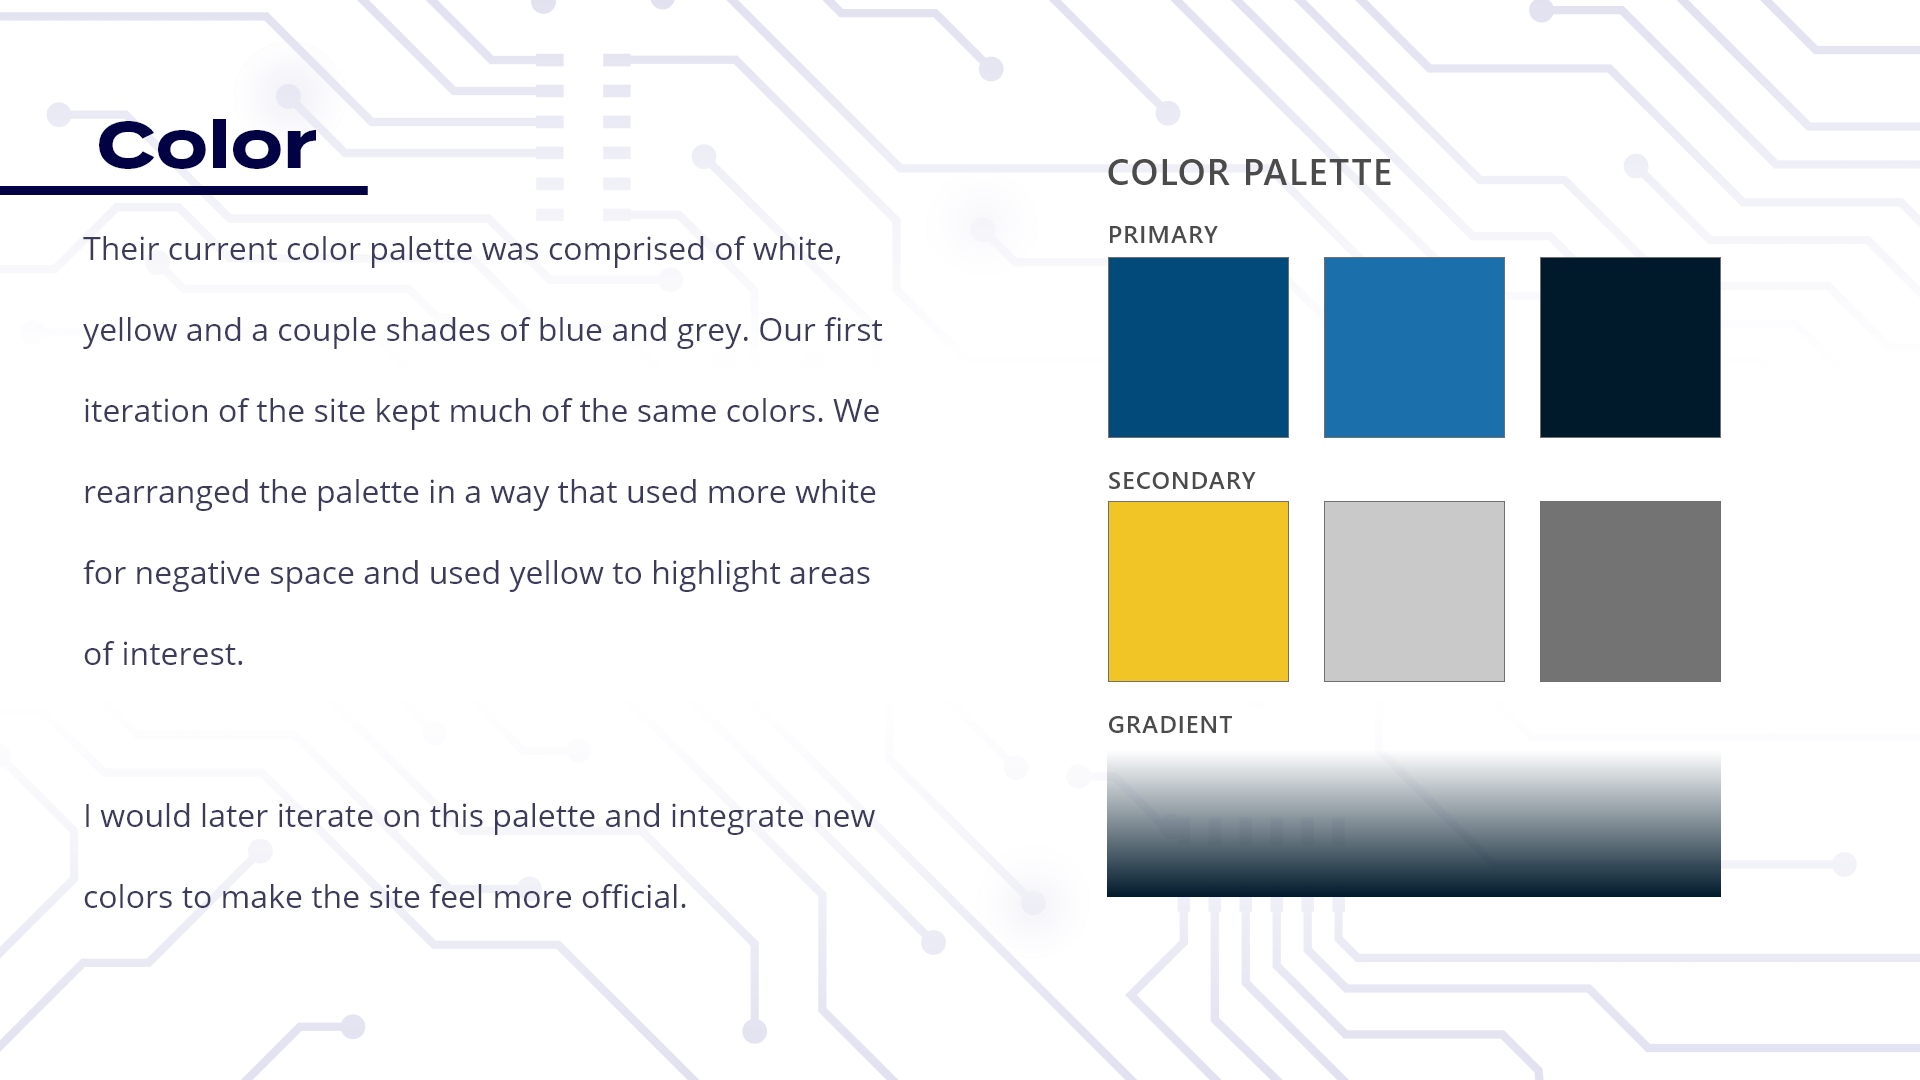 Color
Their current color palette was comprised of white,
yellow and a couple shades of blue and grey. Our first
iteration of the site kept much of the same colors. We
rearranged the palette in a way that used more white
for negative space and used yellow to highlight areas
of interest.
I would later iterate on this palette and integrate new
colors to make the site feel more official.
COLOR PALETTE
PRIMARY
SECONDARY
GRADIENT